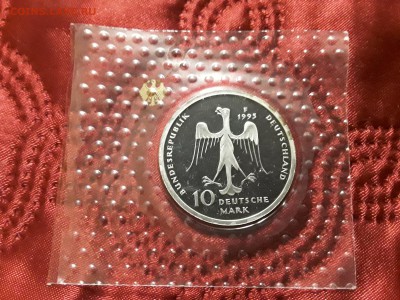 F
1995
BUNDESREPUBLIK
DEUTSCHLAND
10 DEUTSCHE
MARK